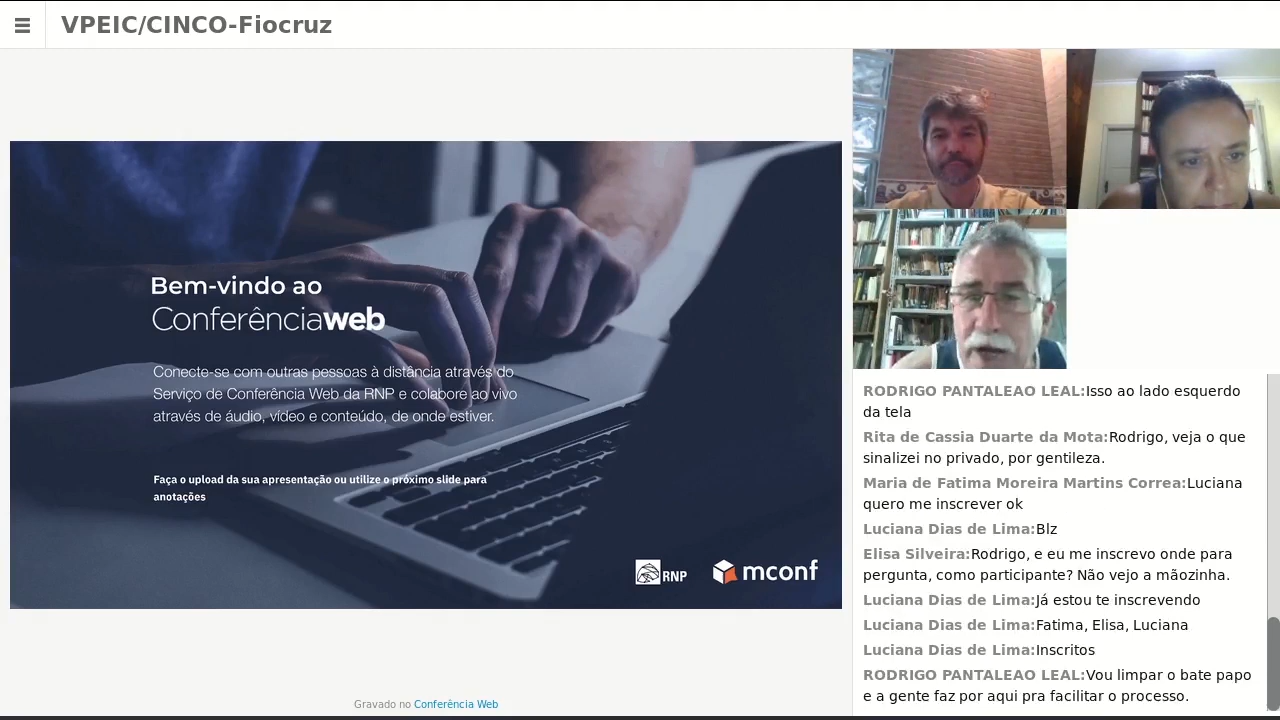 VPEIC/CINCO-Fiocruz
Bem-vindo ao
Conferênciaweb
Conecte-se com outras pessoas à distância através do
Serviço de Conferência Web da RNP e colabore ao vivo
através de áudio, vídeo e conteúdo, de onde estiver.
Faça o upload da sua apresentação ou utilize o próximo slide para
anotações
RNP
mconf
Gravado no Conferência Web
RODRIGO PANTALEAO LEAL:Isso ao lado esquerdo
da tela
Rita de Cassia Duarte da Mota:Rodrigo, veja o que
sinalizei no privado, por gentileza.
Maria de Fatima Moreira Martins Correa:Luciana
quero me inscrever ok
Luciana Dias de Lima:Blz
Elisa Silveira:Rodrigo, e eu me inscrevo onde para
pergunta, como participante? Não vejo a mãozinha.
Luciana Dias de Lima:Já estou te inscrevendo
Luciana Dias de Lima:Fatima, Elisa, Luciana
Luciana Dias de Lima:Inscritos
RODRIGO PANTALEAO LEAL:Vou limpar o bate papo
e a gente faz por aqui pra facilitar o processo.